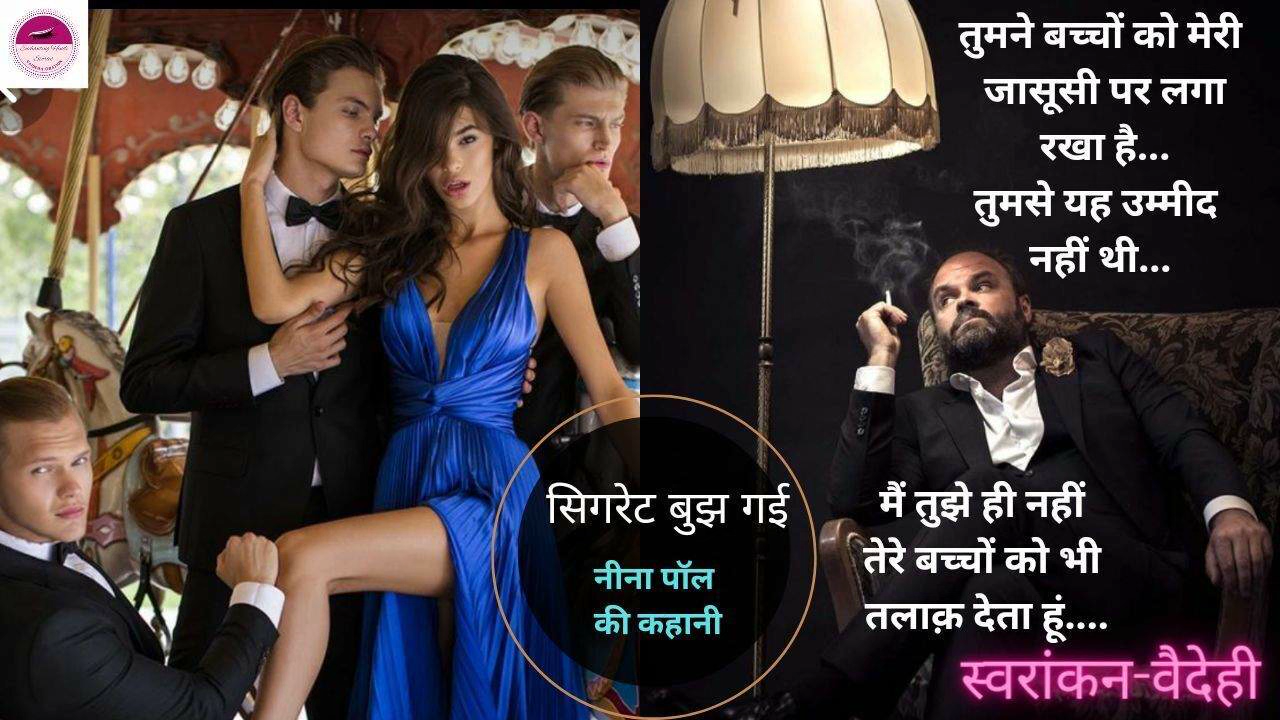 तुमने बच्चों को मेरी
जासूसी पर लगा
रखा है...
तुमसे यह उम्मीद
नहीं थी...
सिगरेट बुझ गई
नीना पॉल
की कहानी
मैं तुझे ही नहीं
तेरे बच्चों को भी
तलाक़ देता हूं....
स्वरांकन-वैदेही